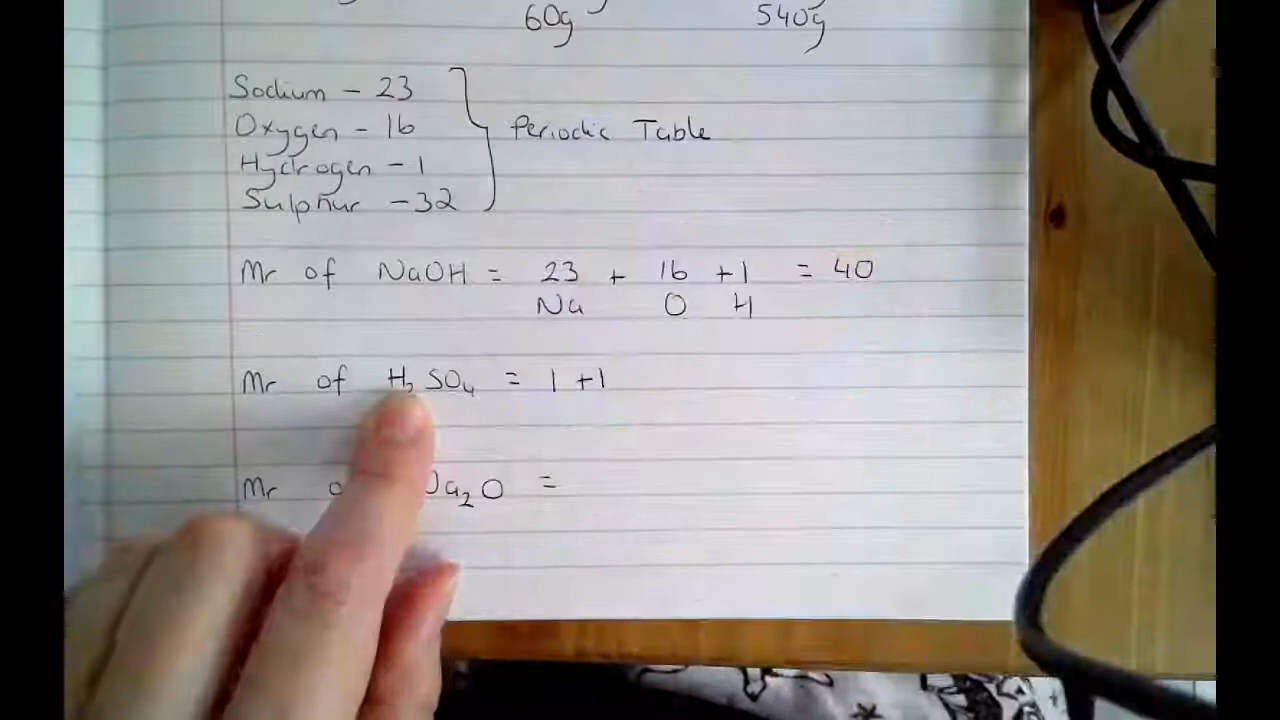 60g 540g
Sodium - 23
Oxygen - 16
Hydrogen - 1
Sulphur - 32
} Periodic Table
Mr of NaOH = 23 + 16 + 1 = 40
Na O H
Mr of H₂SO₄ = 1 + 1
Mr Na₂O =